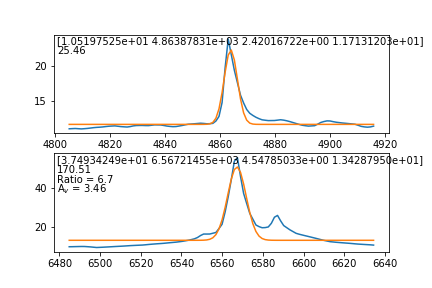 [1.05197525e+01 4.86387831e+03 2.42016722e+00 1.17131203e+01]
25.46
20
15
4800 4820 4840 4860 4880 4900 4920
[3.74934249e+01 6.56721455e+03 4.54785033e+00 1.34287950e+01]
170.51
Ratio = 6.7
Av = 3.46
40
20
6480 6500 6520 6540 6560 6580 6600 6620 6640